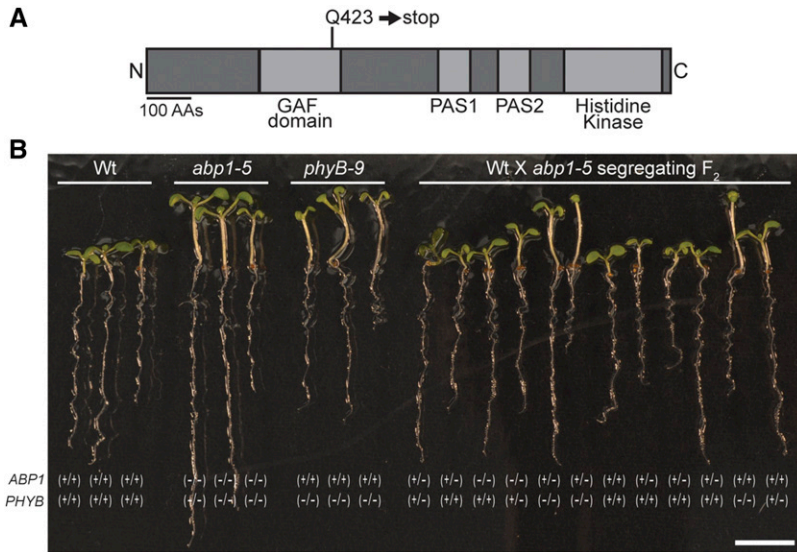 A
Q423 → stop
N
C
100 AAs
GAF domain
PAS1
PAS2
Histidine Kinase
B
Wt
abp1-5
phyB-9
Wt X abp1-5 segregating F2
ABP1 (+/+) (+/+) (+/+) (-/-) (-/-) (-/-) (+/+) (+/+) (+/+)
PHYB (+/+) (+/+) (+/+) (-/-) (-/-) (-/-) (-/-) (-/-) (-/-)